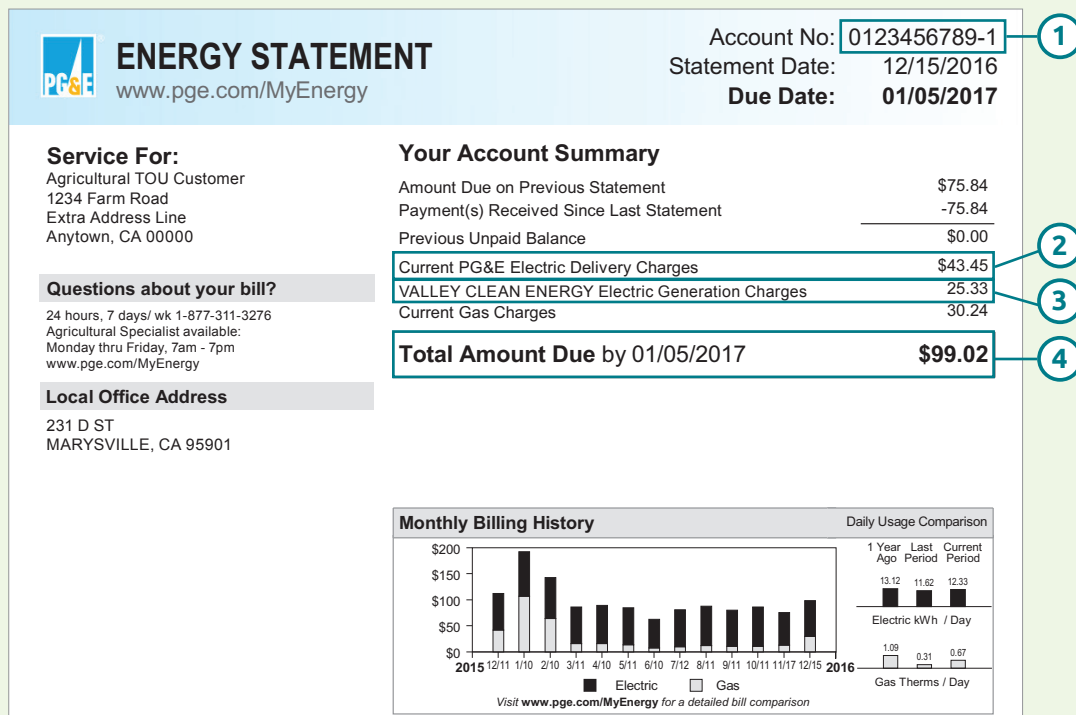 PG&E
ENERGY STATEMENT
www.pge.com/MyEnergy
Account No: 0123456789-1
Statement Date: 12/15/2016
Due Date: 01/05/2017
1
Service For:
Agricultural TOU Customer
1234 Farm Road
Extra Address Line
Anytown, CA 00000
Questions about your bill?
24 hours, 7 days/ wk 1-877-311-3276
Agricultural Specialist available:
Monday thru Friday, 7am - 7pm
www.pge.com/MyEnergy
Local Office Address
231 D ST
MARYSVILLE, CA 95901
Your Account Summary
Amount Due on Previous Statement $75.84
Payment(s) Received Since Last Statement -75.84
Previous Unpaid Balance $0.00
Current PG&E Electric Delivery Charges $43.45
2
VALLEY CLEAN ENERGY Electric Generation Charges 25.33
3
Current Gas Charges 30.24
Total Amount Due by 01/05/2017 $99.02
4
Monthly Billing History
$200
$150
$100
$50
$0
2015 12/11 1/10 2/10 3/11 4/10 5/11 6/10 7/12 8/11 9/11 10/11 11/17 12/15 2016
Electric Gas
Visit www.pge.com/MyEnergy for a detailed bill comparison
Daily Usage Comparison
1 Year Last Current
Ago Period Period
13.12 11.62 12.33
Electric kWh / Day
1.09 0.31 0.67
Gas Therms / Day